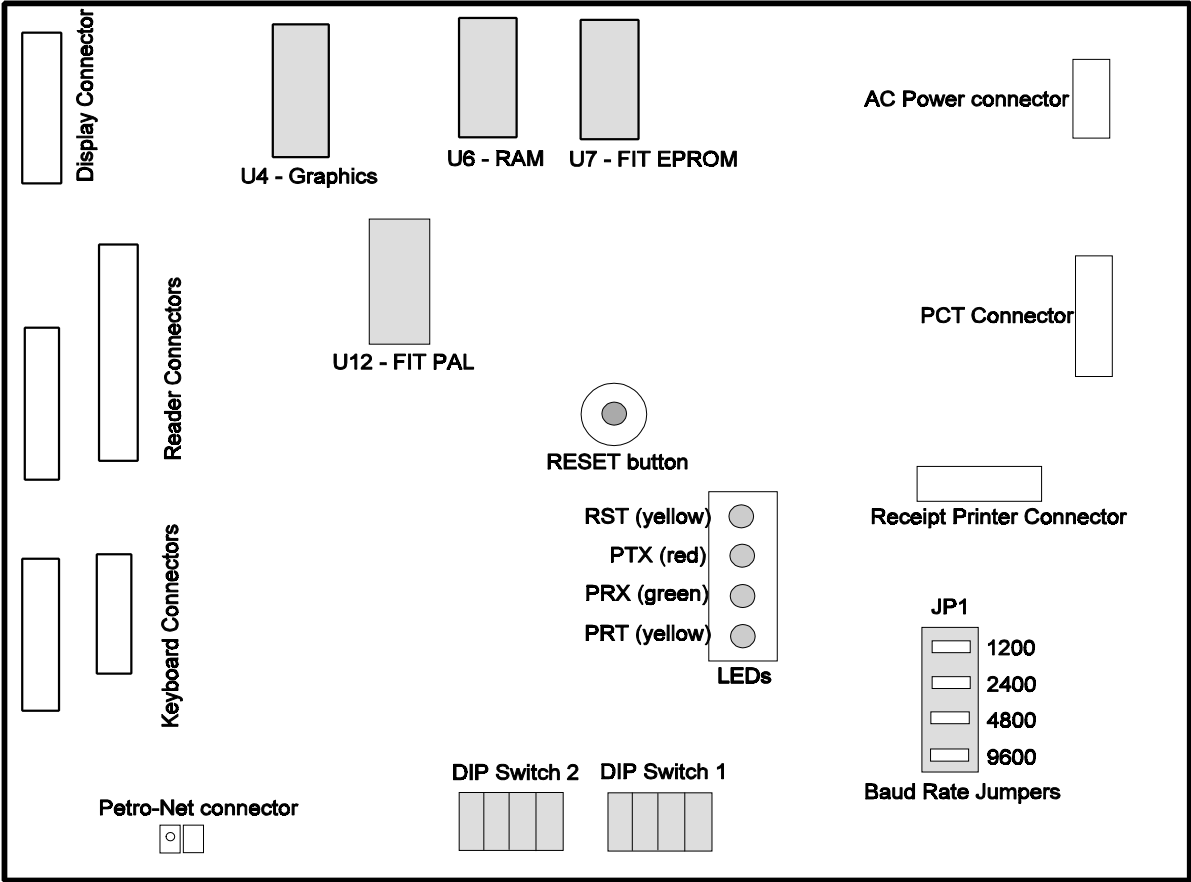 Display Connector
U4 - Graphics
U6 - RAM
U7 - FIT EPROM
AC Power connector
Reader Connectors
U12 - FIT PAL
PCT Connector
RESET button
Receipt Printer Connector
RST (yellow)
PTX (red)
PRX (green)
PRT (yellow)
LEDs
Keyboard Connectors
JP1
1200
2400
4800
9600
Baud Rate Jumpers
DIP Switch 2
DIP Switch 1
Petro-Net connector